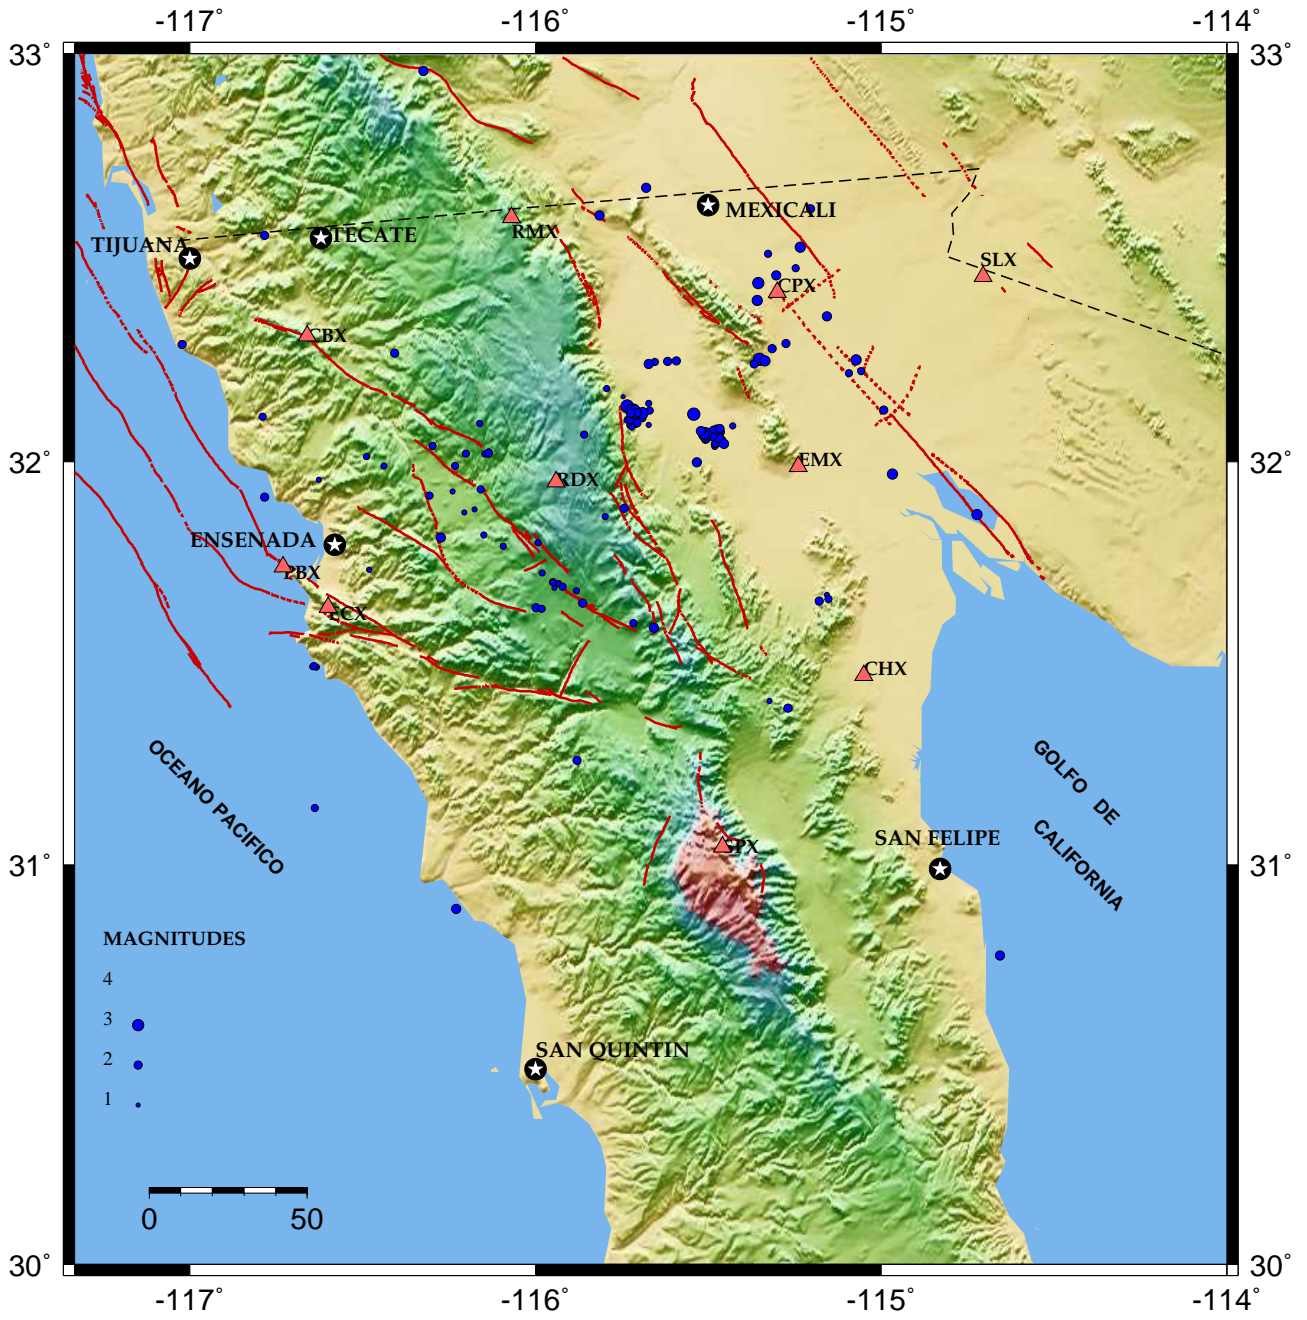 -117° -116° -115° -114°
33° 33°
MEXICALI
TECATE
RMX
TIJUANA
SLX
CPX
CBX
32° 32°
EMX
RDX
ENSENADA
PBX
ECX
CHX
OCEANO PACIFICO
GOLFO DE
CALIFORNIA
SAN FELIPE
SPX
31° 31°
MAGNITUDES
4
3
2
1
SAN QUINTIN
0 50
30° 30°
-117° -116° -115° -114°